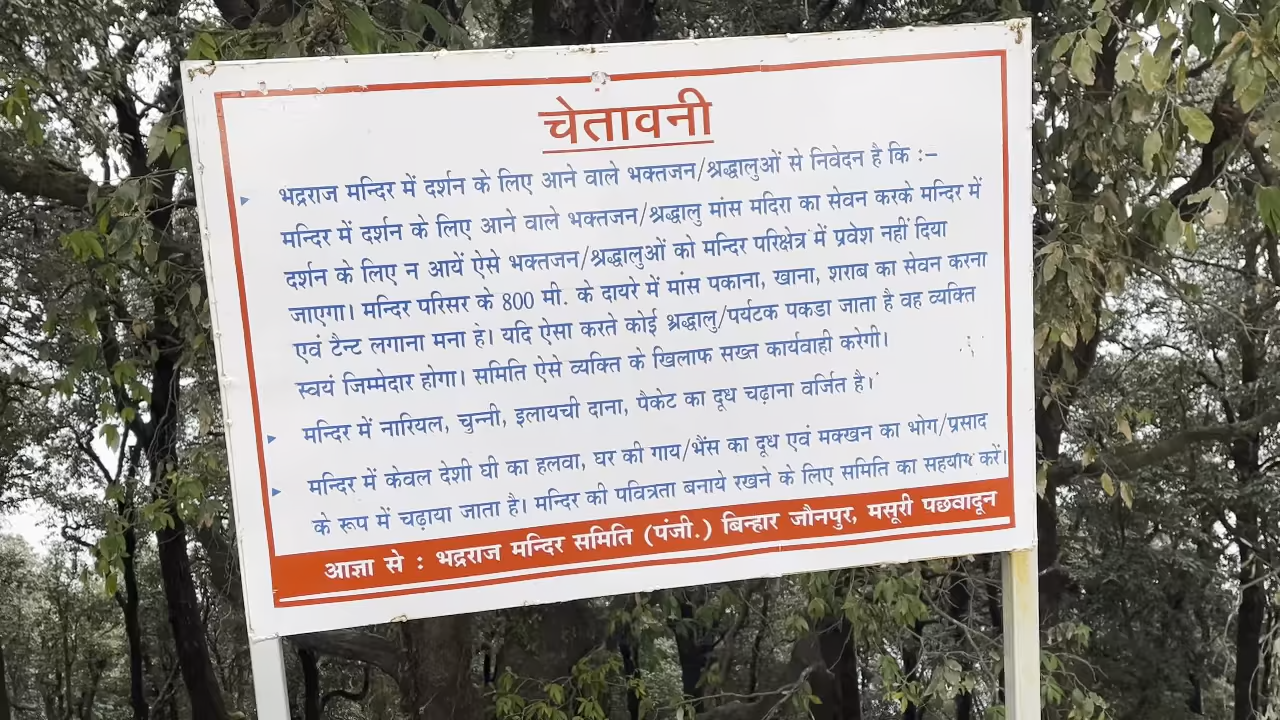 चेतावनी
भद्रराज मन्दिर में दर्शन के लिए आने वाले भक्तजन/श्रद्धालुओं से निवेदन है कि :–
मन्दिर में दर्शन के लिए आने वाले भक्तजन/श्रद्धालु मांस मदिरा का सेवन करके मन्दिर में
दर्शन के लिए न आयें ऐसे भक्तजन/श्रद्धालुओं को मन्दिर परिक्षेत्र में प्रवेश नहीं दिया
जाएगा। मन्दिर परिसर के 800 मी. के दायरे में मांस पकाना, खाना, शराब का सेवन करना
एवं टैन्ट लगाना मना है। यदि ऐसा करते कोई श्रद्धालु/पर्यटक पकडा जाता है वह व्यक्ति
स्वयं जिम्मेदार होगा। समिति ऐसे व्यक्ति के खिलाफ सख्त कार्यवाही करेगी।
मन्दिर में नारियल, चुन्नी, इलायची दाना, पैकेट का दूध चढ़ाना वर्जित है।
मन्दिर में केवल देशी घी का हलवा, घर की गाय/भैंस का दूध एवं मक्खन का भोग/प्रसाद
के रूप में चढ़ाया जाता है। मन्दिर की पवित्रता बनाये रखने के लिए समिति का सहयोग करें।
आज्ञा से : भद्रराज मन्दिर समिति (पंजी.) बिन्हार जौनपुर, मसूरी पछवादून